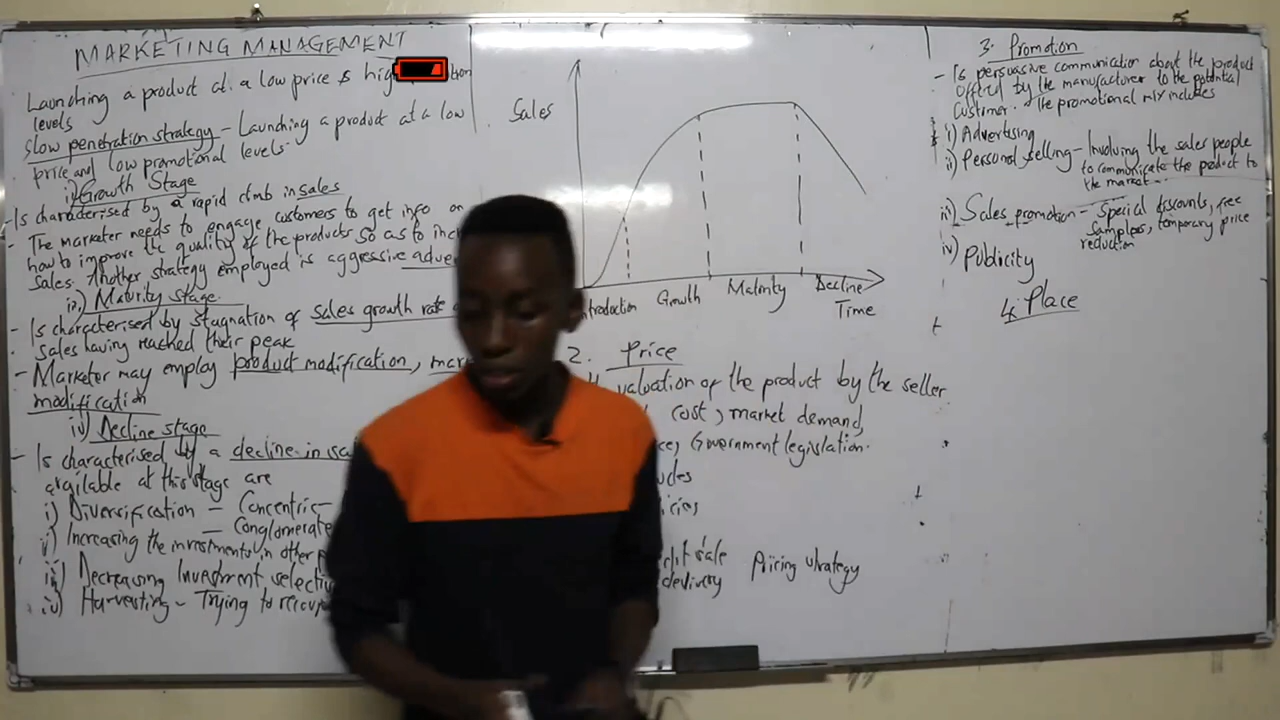 MARKETING MANAGEMENT
Launching a product at a low price & hig tion
levels
Slow penetration strategy - Launching a product at a low
price and low promotional levels.
ii) Growth Stage
- Is characterised by a rapid climb in sales
- The marketer needs to engage customers to get info on
how to improve the quality of the products so as to inc
Sales. Another strategy employed is aggressive adve
iii) Maturity stage
- Is characterised by stagnation of sales growth rate
Sales having reached their peak
- Marketer may employ product modification, mar
modification
iv) Decline stage
- Is characterised by a decline in sa
available at this stage are
i) Diversification - Concentric
- Conglomerate
ii) Increasing the investments in other
iii) Decreasing Investment selectiv
iv) Harvesting - Trying to recoup
Sales
Introduction Growth Maturity Decline
Time
2. Price
valuation of the product by the seller
cost, market demand,
Government legislation.
sale
delivery Pricing strategy
3. Promotion
- Is persuasive communication about the product
offered by the manufacturer to the potential
customer. The promotional mix includes
i) Advertising
ii) Personal selling - Involving the sales people
to communicate the product to
the market
iii) Sales promotion - special discounts, free
samples, temporary price
reduction
iv) Publicity
4. Place